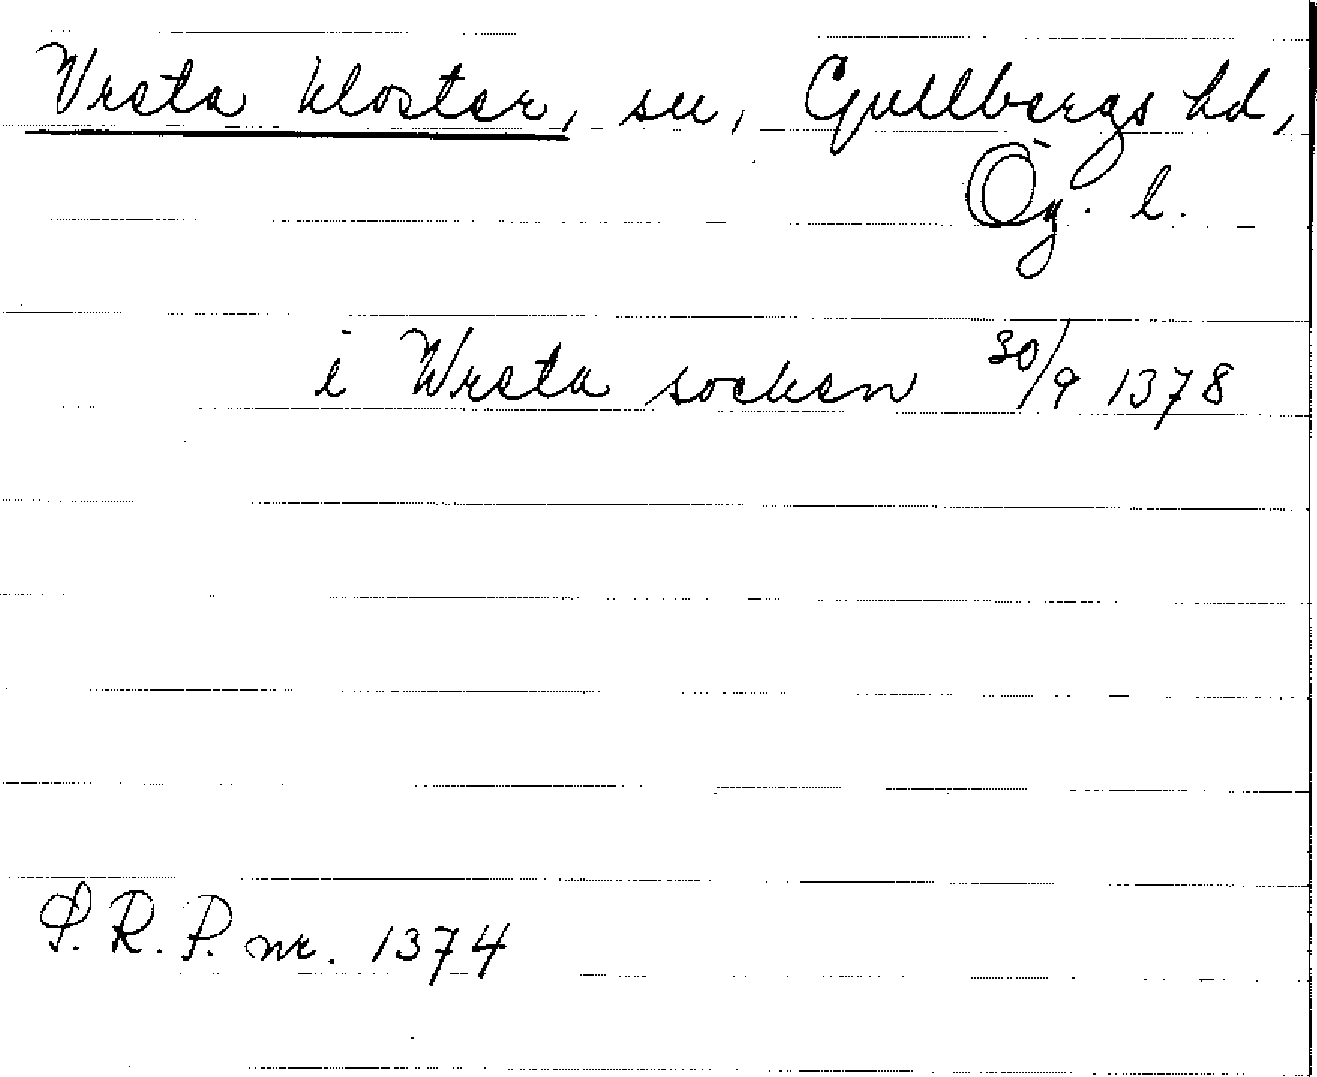 Vreta kloster, sn, Gullbergs hd,
Ög. l.
i Wreta socken 30/9 1378
S.R.P. nr. 1374